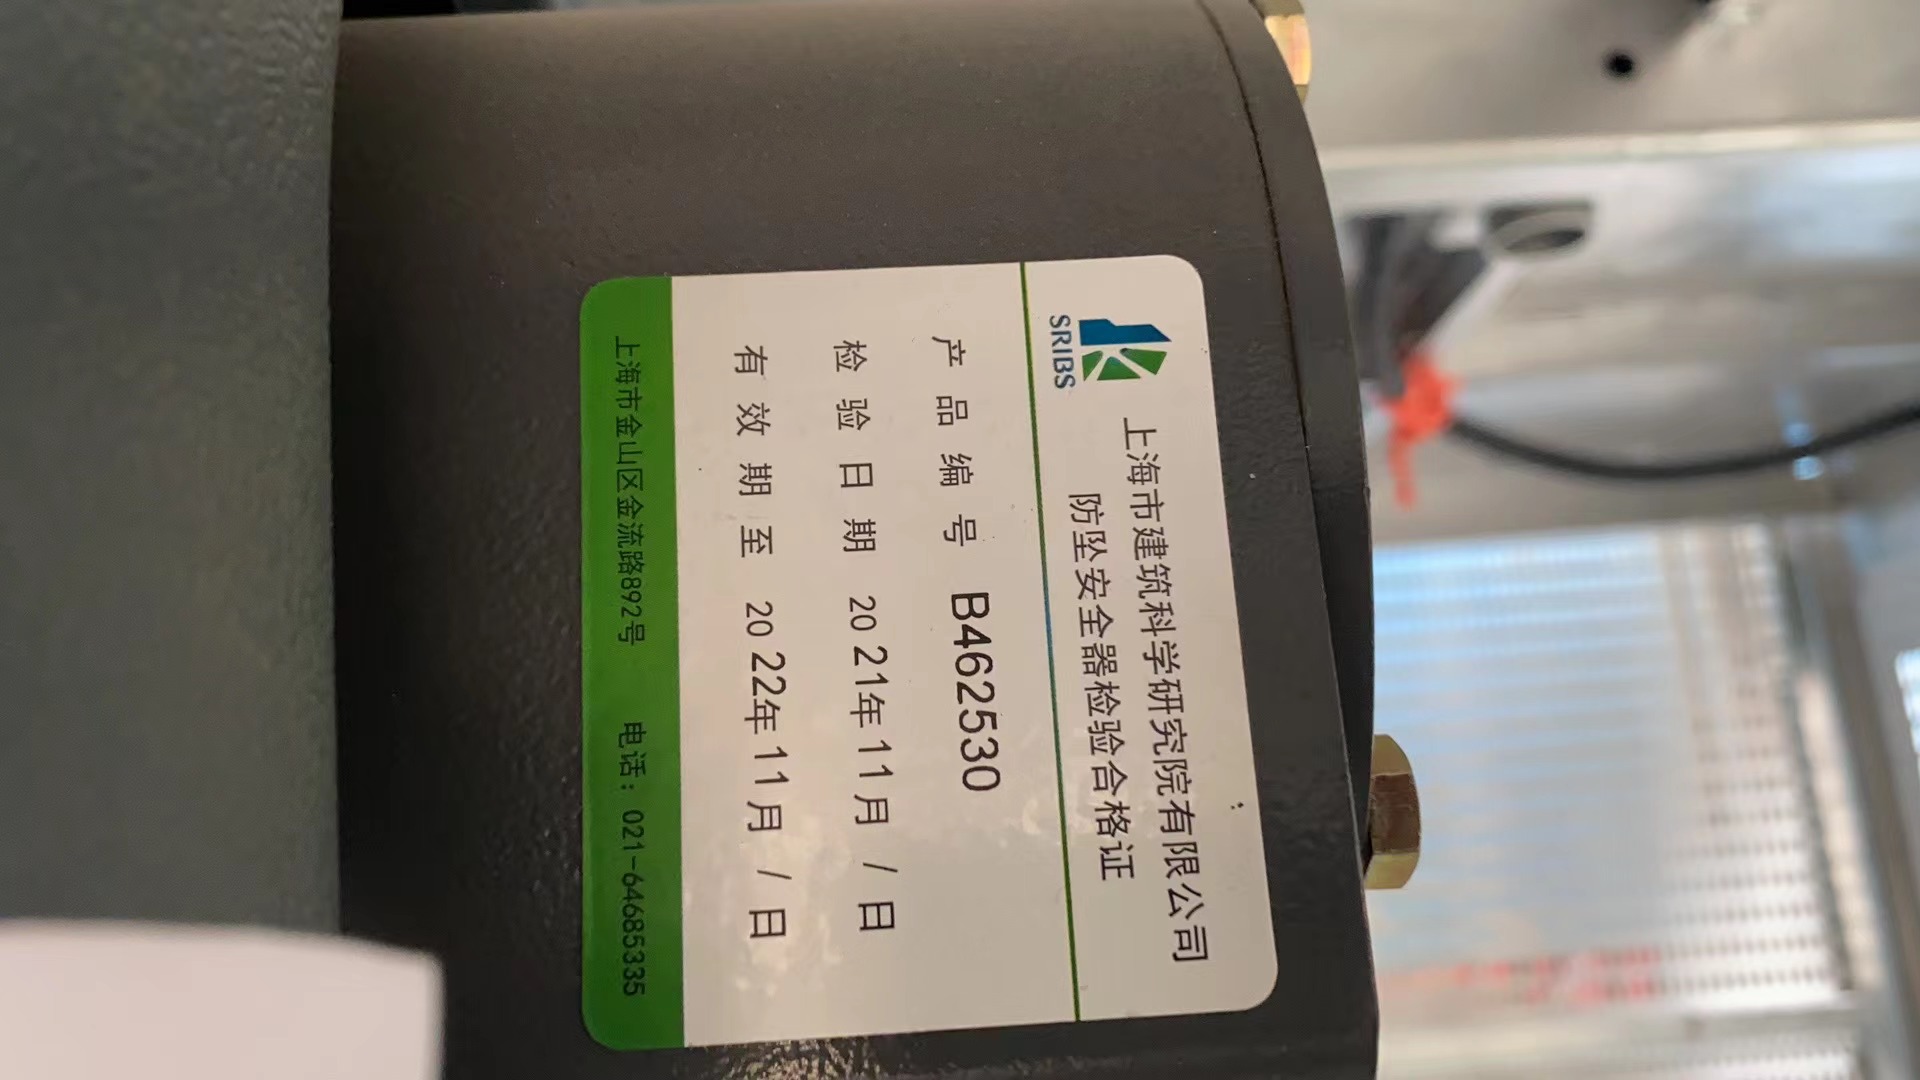 SRIBS
上海市建筑科学研究院有限公司
防坠安全器检验合格证
产品编号 B462530
检验日期 2021年11月/日
有效期至 2022年11月/日
上海市金山区金流路892号 电话：021-64685335